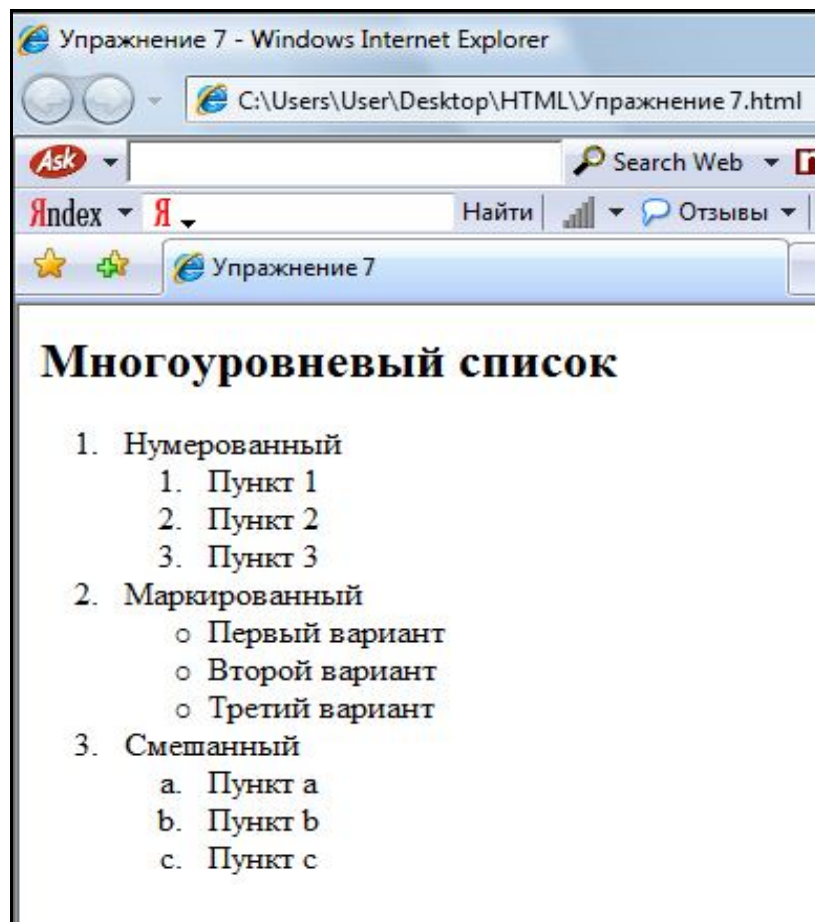 Упражнение 7 - Windows Internet Explorer
C:\Users\User\Desktop\HTML\Упражнение 7.html
Ask Search Web
Яndex Я Найти Отзывы
Упражнение 7
Многоуровневый список
1. Нумерованный
1. Пункт 1
2. Пункт 2
3. Пункт 3
2. Маркированный
o Первый вариант
o Второй вариант
o Третий вариант
3. Смешанный
a. Пункт a
b. Пункт b
c. Пункт c